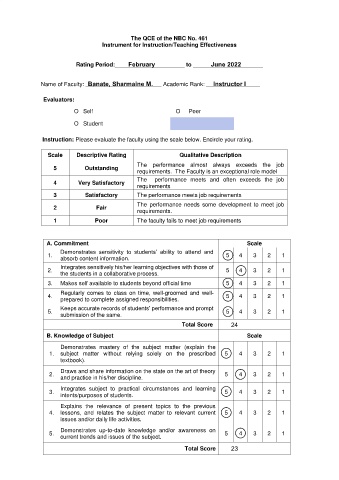 The QCE of the NBC No. 461
Instrument for Instruction/Teaching Effectiveness
Rating Period: February to June 2022
Name of Faculty: Banate, Sharmaine M. Academic Rank: Instructor I
Evaluators:
O Self O Peer
O Student
Instruction: Please evaluate the faculty using the scale below. Encircle your rating.
Scale Descriptive Rating Qualitative Description
5 Outstanding The performance almost always exceeds the job
requirements. The Faculty is an exceptional role model
4 Very Satisfactory The performance meets and often exceeds the job
requirements
3 Satisfactory The performance meets job requirements
2 Fair The performance needs some development to meet job
requirements.
1 Poor The faculty fails to meet job requirements
A. Commitment Scale
1. Demonstrates sensitivity to students' ability to attend and
absorb content information. 5 4 3 2 1
2. Integrates sensitively his/her learning objectives with those of
the students in a collaborative process. 5 4 3 2 1
3. Makes self available to students beyond official time 5 4 3 2 1
4. Regularly comes to class on time, well-groomed and well-
prepared to complete assigned responsibilities. 5 4 3 2 1
5. Keeps accurate records of students' performance and prompt
submission of the same. 5 4 3 2 1
Total Score 24
B. Knowledge of Subject Scale
1. Demonstrates mastery of the subject matter (explain the
subject matter without relying solely on the prescribed
textbook). 5 4 3 2 1
2. Draws and share information on the state on the art of theory
and practice in his/her discipline. 5 4 3 2 1
3. Integrates subject to practical circumstances and learning
intents/purposes of students. 5 4 3 2 1
4. Explains the relevance of present topics to the previous
lessons, and relates the subject matter to relevant current
issues and/or daily life activities. 5 4 3 2 1
5. Demonstrates up-to-date knowledge and/or awareness on
current trends and issues of the subject. 5 4 3 2 1
Total Score 23